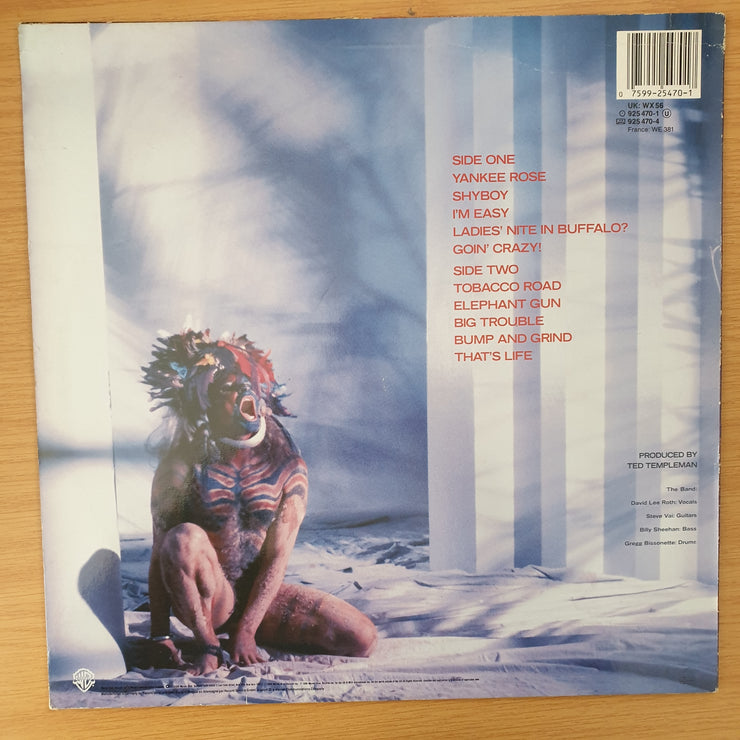 0 7599-25470-1
UK: WX 56
925 470-1 U
925 470-4
France: WE 381
SIDE ONE
YANKEE ROSE
SHYBOY
I'M EASY
LADIES' NITE IN BUFFALO?
GOIN' CRAZY!
SIDE TWO
TOBACCO ROAD
ELEPHANT GUN
BIG TROUBLE
BUMP AND GRIND
THAT'S LIFE
PRODUCED BY
TED TEMPLEMAN
The Band:
David Lee Roth: Vocals
Steve Vai: Guitars
Billy Sheehan: Bass
Gregg Bissonette: Drums